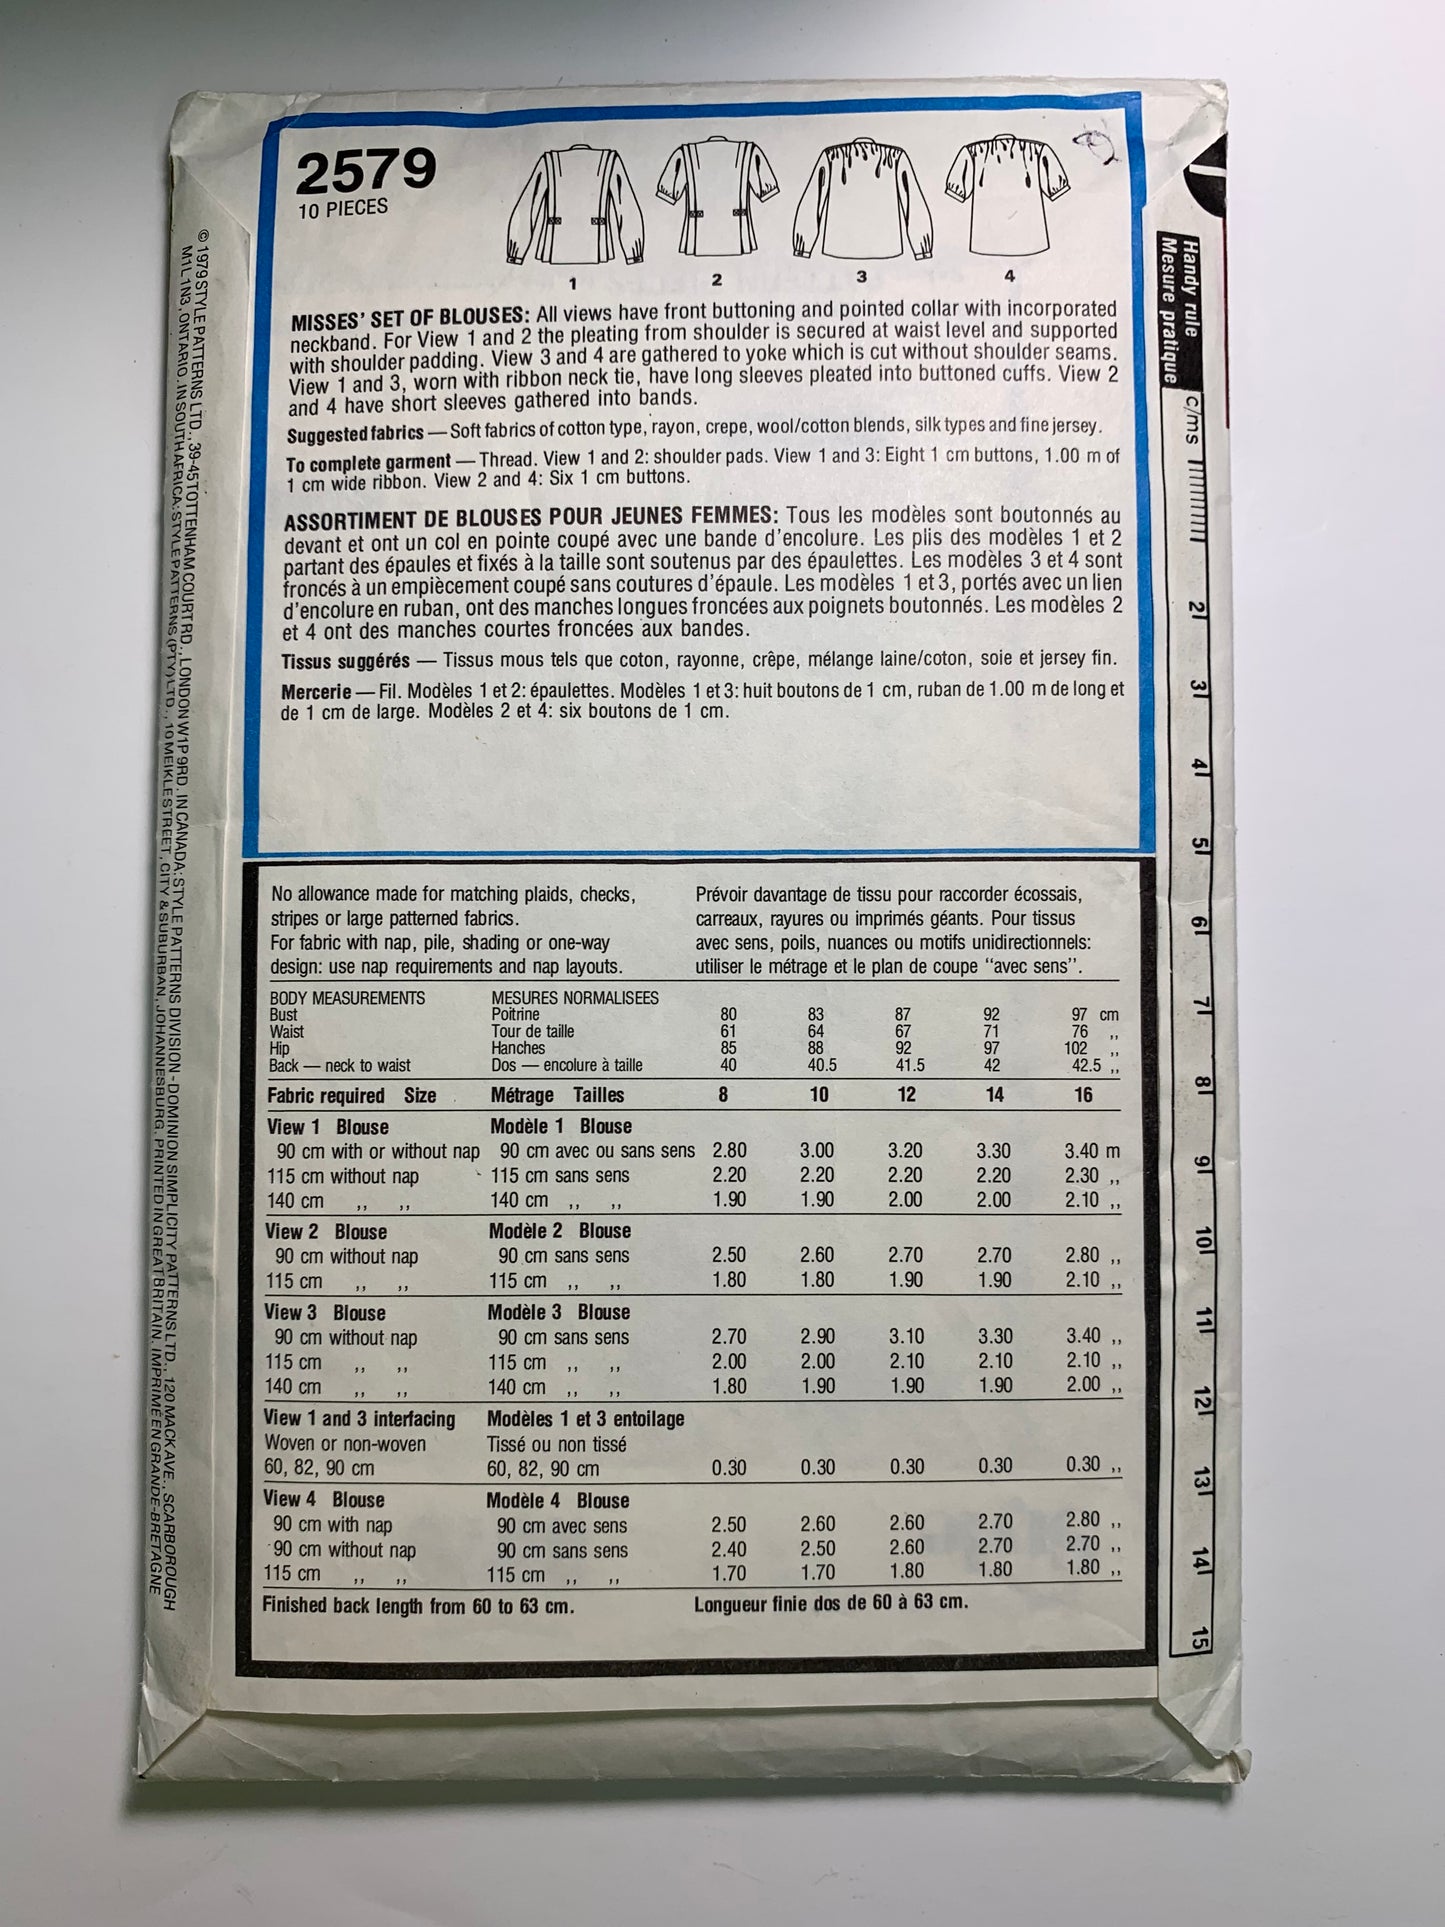 2579
10 PIECES
1
2
3
4
MISSES' SET OF BLOUSES: All views have front buttoning and pointed collar with incorporated
neckband. For View 1 and 2 the pleating from shoulder is secured at waist level and supported
with shoulder padding. View 3 and 4 are gathered to yoke which is cut without shoulder seams.
View 1 and 3, worn with ribbon neck tie, have long sleeves pleated into buttoned cuffs. View 2
and 4 have short sleeves gathered into bands.
Suggested fabrics — Soft fabrics of cotton type, rayon, crepe, wool/cotton blends, silk types and fine jersey.
To complete garment — Thread. View 1 and 2: shoulder pads. View 1 and 3: Eight 1 cm buttons, 1.00 m of
1 cm wide ribbon. View 2 and 4: Six 1 cm buttons.
ASSORTIMENT DE BLOUSES POUR JEUNES FEMMES: Tous les modèles sont boutonnés au
devant et ont un col en pointe coupé avec une bande d'encolure. Les plis des modèles 1 et 2
partant des épaules et fixés à la taille sont soutenus par des épaulettes. Les modèles 3 et 4 sont
froncés à un empiècement coupé sans coutures d'épaule. Les modèles 1 et 3, portés avec un lien
d'encolure en ruban, ont des manches longues froncées aux poignets boutonnés. Les modèles 2
et 4 ont des manches courtes froncées aux bandes.
Tissus suggérés — Tissus mous tels que coton, rayonne, crêpe, mélange laine/coton, soie et jersey fin.
Mercerie — Fil. Modèles 1 et 2: épaulettes. Modèles 1 et 3: huit boutons de 1 cm, ruban de 1.00 m de long et
de 1 cm de large. Modèles 2 et 4: six boutons de 1 cm.
No allowance made for matching plaids, checks,
stripes or large patterned fabrics.
For fabric with nap, pile, shading or one-way
design: use nap requirements and nap layouts.
Prévoir davantage de tissu pour raccorder écossais,
carreaux, rayures ou imprimés géants. Pour tissus
avec sens, poils, nuances ou motifs unidirectionnels:
utiliser le métrage et le plan de coupe "avec sens".
BODY MEASUREMENTS MESURES NORMALISEES
Bust Poitrine 80 83 87 92 97 cm
Waist Tour de taille 61 64 67 71 76 ,,
Hip Hanches 85 88 92 97 102 ,,
Back — neck to waist Dos — encolure à taille 40 40.5 41.5 42 42.5 ,,
Fabric required Size Métrage Tailles 8 10 12 14 16
View 1 Blouse Modèle 1 Blouse
90 cm with or without nap 90 cm avec ou sans sens 2.80 3.00 3.20 3.30 3.40 m
115 cm without nap 115 cm sans sens 2.20 2.20 2.20 2.20 2.30 ,,
140 cm ,, ,, 140 cm ,, ,, 1.90 1.90 2.00 2.00 2.10 ,,
View 2 Blouse Modèle 2 Blouse
90 cm without nap 90 cm sans sens 2.50 2.60 2.70 2.70 2.80 ,,
115 cm ,, ,, 115 cm ,, ,, 1.80 1.80 1.90 1.90 2.10 ,,
View 3 Blouse Modèle 3 Blouse
90 cm without nap 90 cm sans sens 2.70 2.90 3.10 3.30 3.40 ,,
115 cm ,, ,, 115 cm ,, ,, 2.00 2.00 2.10 2.10 2.10 ,,
140 cm ,, ,, 140 cm ,, ,, 1.80 1.90 1.90 1.90 2.00 ,,
View 1 and 3 interfacing Modèles 1 et 3 entoilage
Woven or non-woven Tissé ou non tissé
60, 82, 90 cm 60, 82, 90 cm 0.30 0.30 0.30 0.30 0.30 ,,
View 4 Blouse Modèle 4 Blouse
90 cm with nap 90 cm avec sens 2.50 2.60 2.60 2.70 2.80 ,,
90 cm without nap 90 cm sans sens 2.40 2.50 2.60 2.70 2.70 ,,
115 cm ,, ,, 115 cm ,, ,, 1.70 1.70 1.80 1.80 1.80 ,,
Finished back length from 60 to 63 cm. Longueur finie dos de 60 à 63 cm.
© 1979 STYLE PATTERNS LTD., 39-45 TOTTENHAM COURT RD., LONDON W1P 9RD. IN CANADA: STYLE PATTERNS DIVISION - DOMINION SIMPLICITY PATTERNS LTD., 120 MACK AVE., SCARBOROUGH
M1L 1N3, ONTARIO. IN SOUTH AFRICA: STYLE PATTERNS (PTY) LTD., 10 MEIKLE STREET, CITY & SUBURBAN, JOHANNESBURG. PRINTED IN GREAT BRITAIN. IMPRIMÉ EN GRANDE-BRETAGNE
Handy rule
Mesure pratique
c/ms
2
3
4
5
6
7
8
9
10
11
12
13
14
15